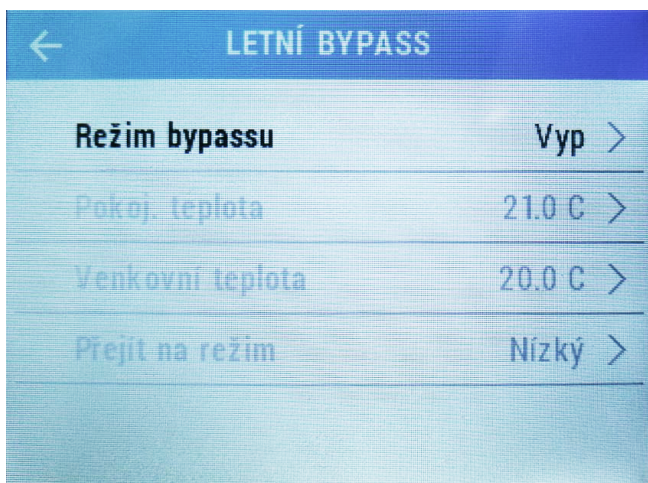 LETNÍ BYPASS
Režim bypassu Vyp
Pokoj. teplota 21.0 C
Venkovní teplota 20.0 C
Přejít na režim Nízký